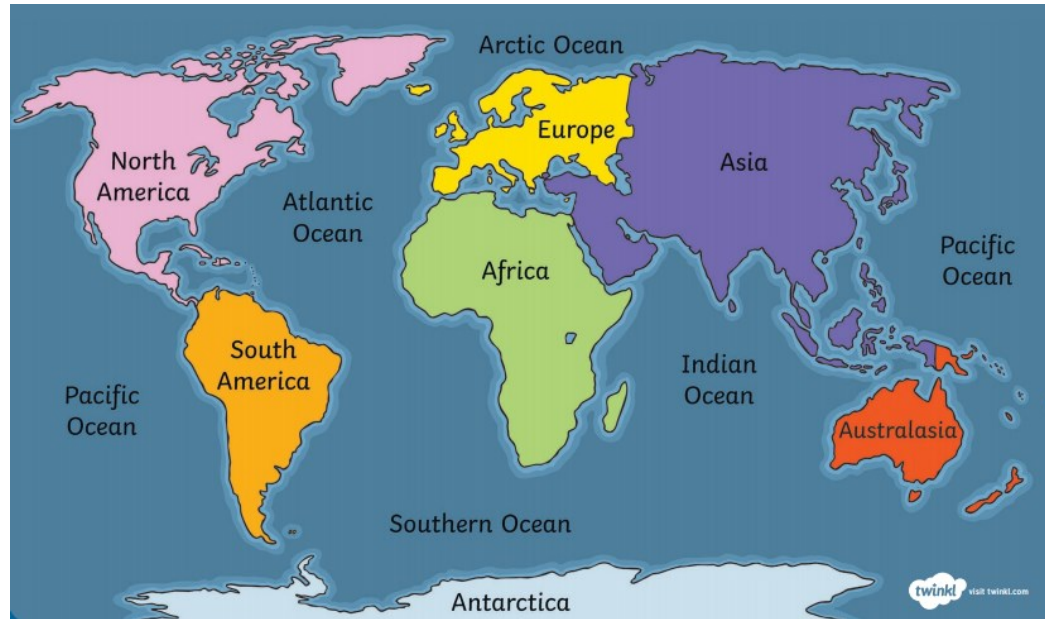 Arctic Ocean
Europe
North
America
Asia
Atlantic
Ocean
Pacific
Ocean
Africa
South
America
Indian
Ocean
Pacific
Ocean
Australasia
Southern Ocean
Antarctica
twinkl visit twinkl.com